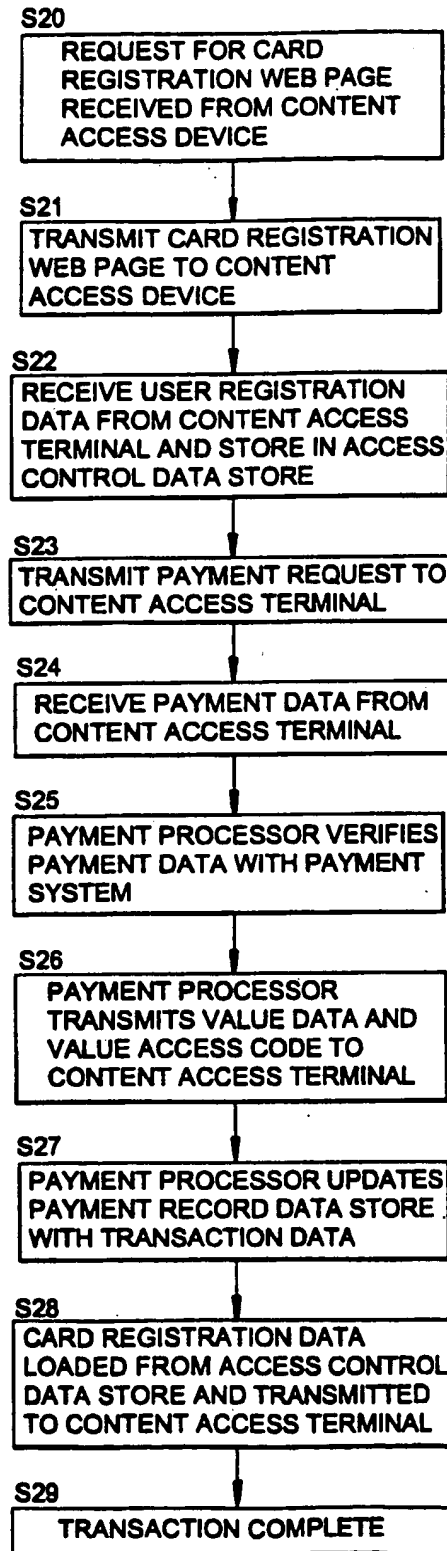 S20
REQUEST FOR CARD
REGISTRATION WEB PAGE
RECEIVED FROM CONTENT
ACCESS DEVICE
S21
TRANSMIT CARD REGISTRATION
WEB PAGE TO CONTENT
ACCESS DEVICE
S22
RECEIVE USER REGISTRATION
DATA FROM CONTENT ACCESS
TERMINAL AND STORE IN ACCESS
CONTROL DATA STORE
S23
TRANSMIT PAYMENT REQUEST TO
CONTENT ACCESS TERMINAL
S24
RECEIVE PAYMENT DATA FROM
CONTENT ACCESS TERMINAL
S25
PAYMENT PROCESSOR VERIFIES
PAYMENT DATA WITH PAYMENT
SYSTEM
S26
PAYMENT PROCESSOR
TRANSMITS VALUE DATA AND
VALUE ACCESS CODE TO
CONTENT ACCESS TERMINAL
S27
PAYMENT PROCESSOR UPDATES
PAYMENT RECORD DATA STORE
WITH TRANSACTION DATA
S28
CARD REGISTRATION DATA
LOADED FROM ACCESS CONTROL
DATA STORE AND TRANSMITTED
TO CONTENT ACCESS TERMINAL
S29
TRANSACTION COMPLETE